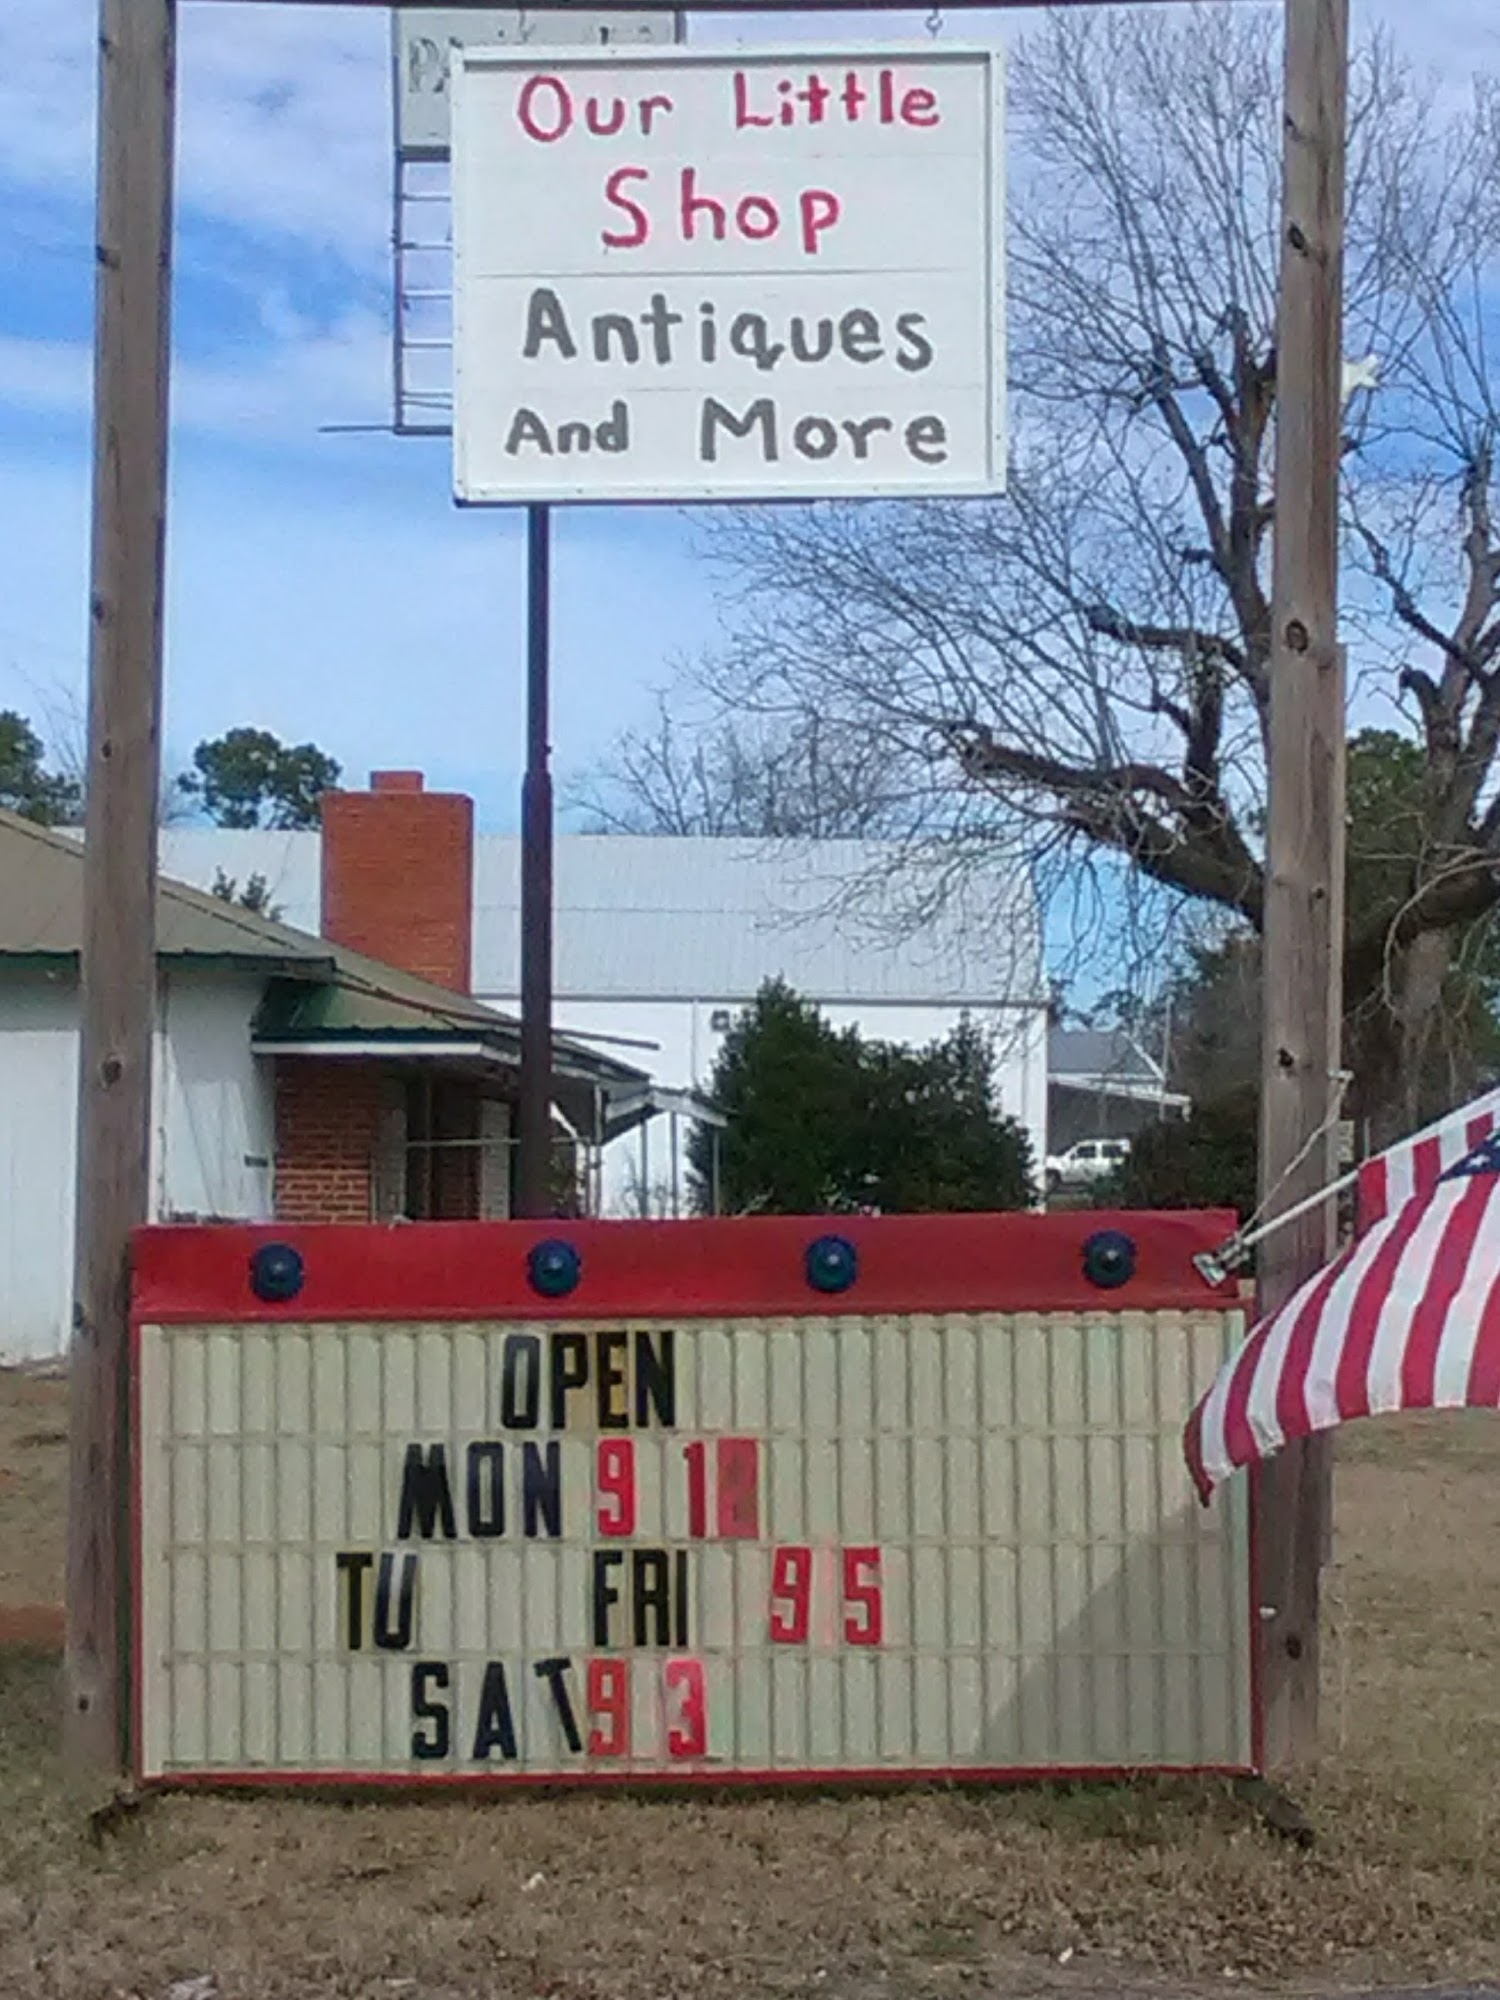 Our Little
Shop
Antiques
And More
OPEN
MON 9 1
TU FRI 9 5
SAT 9 3